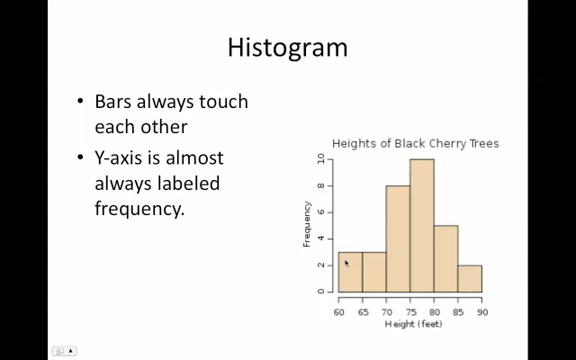 Histogram
• Bars always touch
each other
• Y-axis is almost
always labeled
frequency.
Heights of Black Cherry Trees
Frequency
10
8
6
4
2
0
60 65 70 75 80 85 90
Height (feet)